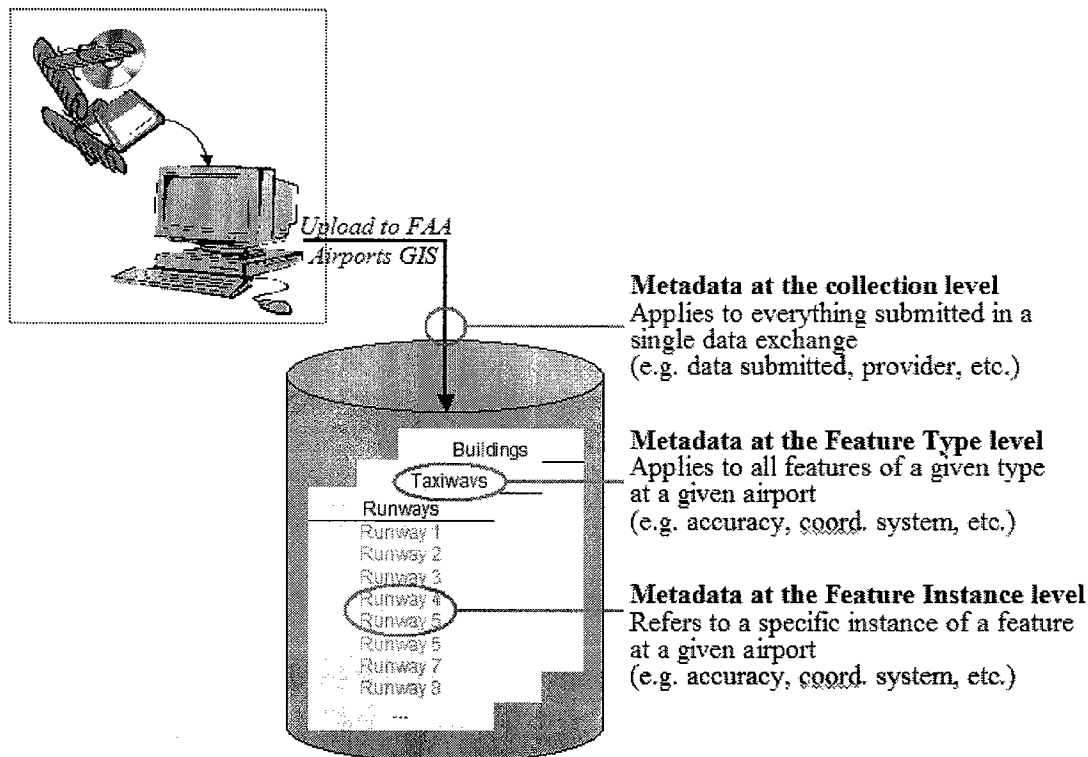 Upload to FAA
Airports GIS
Metadata at the collection level
Applies to everything submitted in a
single data exchange
(e.g. data submitted, provider, etc.)
Buildings
Taxiways
Metadata at the Feature Type level
Applies to all features of a given type
at a given airport
(e.g. accuracy, coord. system, etc.)
Runways
Runway 1
Runway 2
Runway 3
Runway 4
Runway 5
Runway 6
Runway 7
Runway 8
...
Metadata at the Feature Instance level
Refers to a specific instance of a feature
at a given airport
(e.g. accuracy, coord. system, etc.)